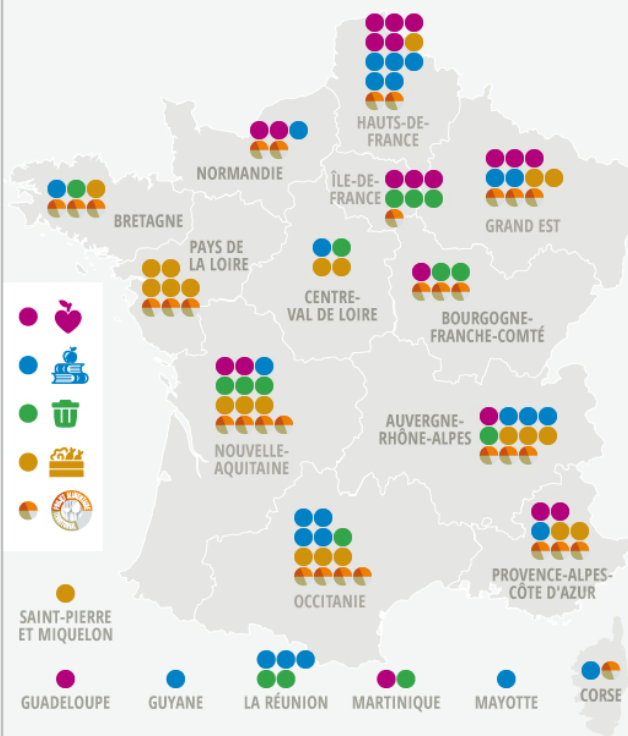 HAUTS-DE-
FRANCE
NORMANDIE
ÎLE-DE-
FRANCE
GRAND EST
BRETAGNE
PAYS DE
LA LOIRE
CENTRE-
VAL DE LOIRE
BOURGOGNE-
FRANCHE-COMTÉ
NOUVELLE-
AQUITAINE
AUVERGNE-
RHÔNE-ALPES
OCCITANIE
PROVENCE-ALPES-
CÔTE D'AZUR
SAINT-PIERRE
ET MIQUELON
GUADELOUPE
GUYANE
LA RÉUNION
MARTINIQUE
MAYOTTE
CORSE